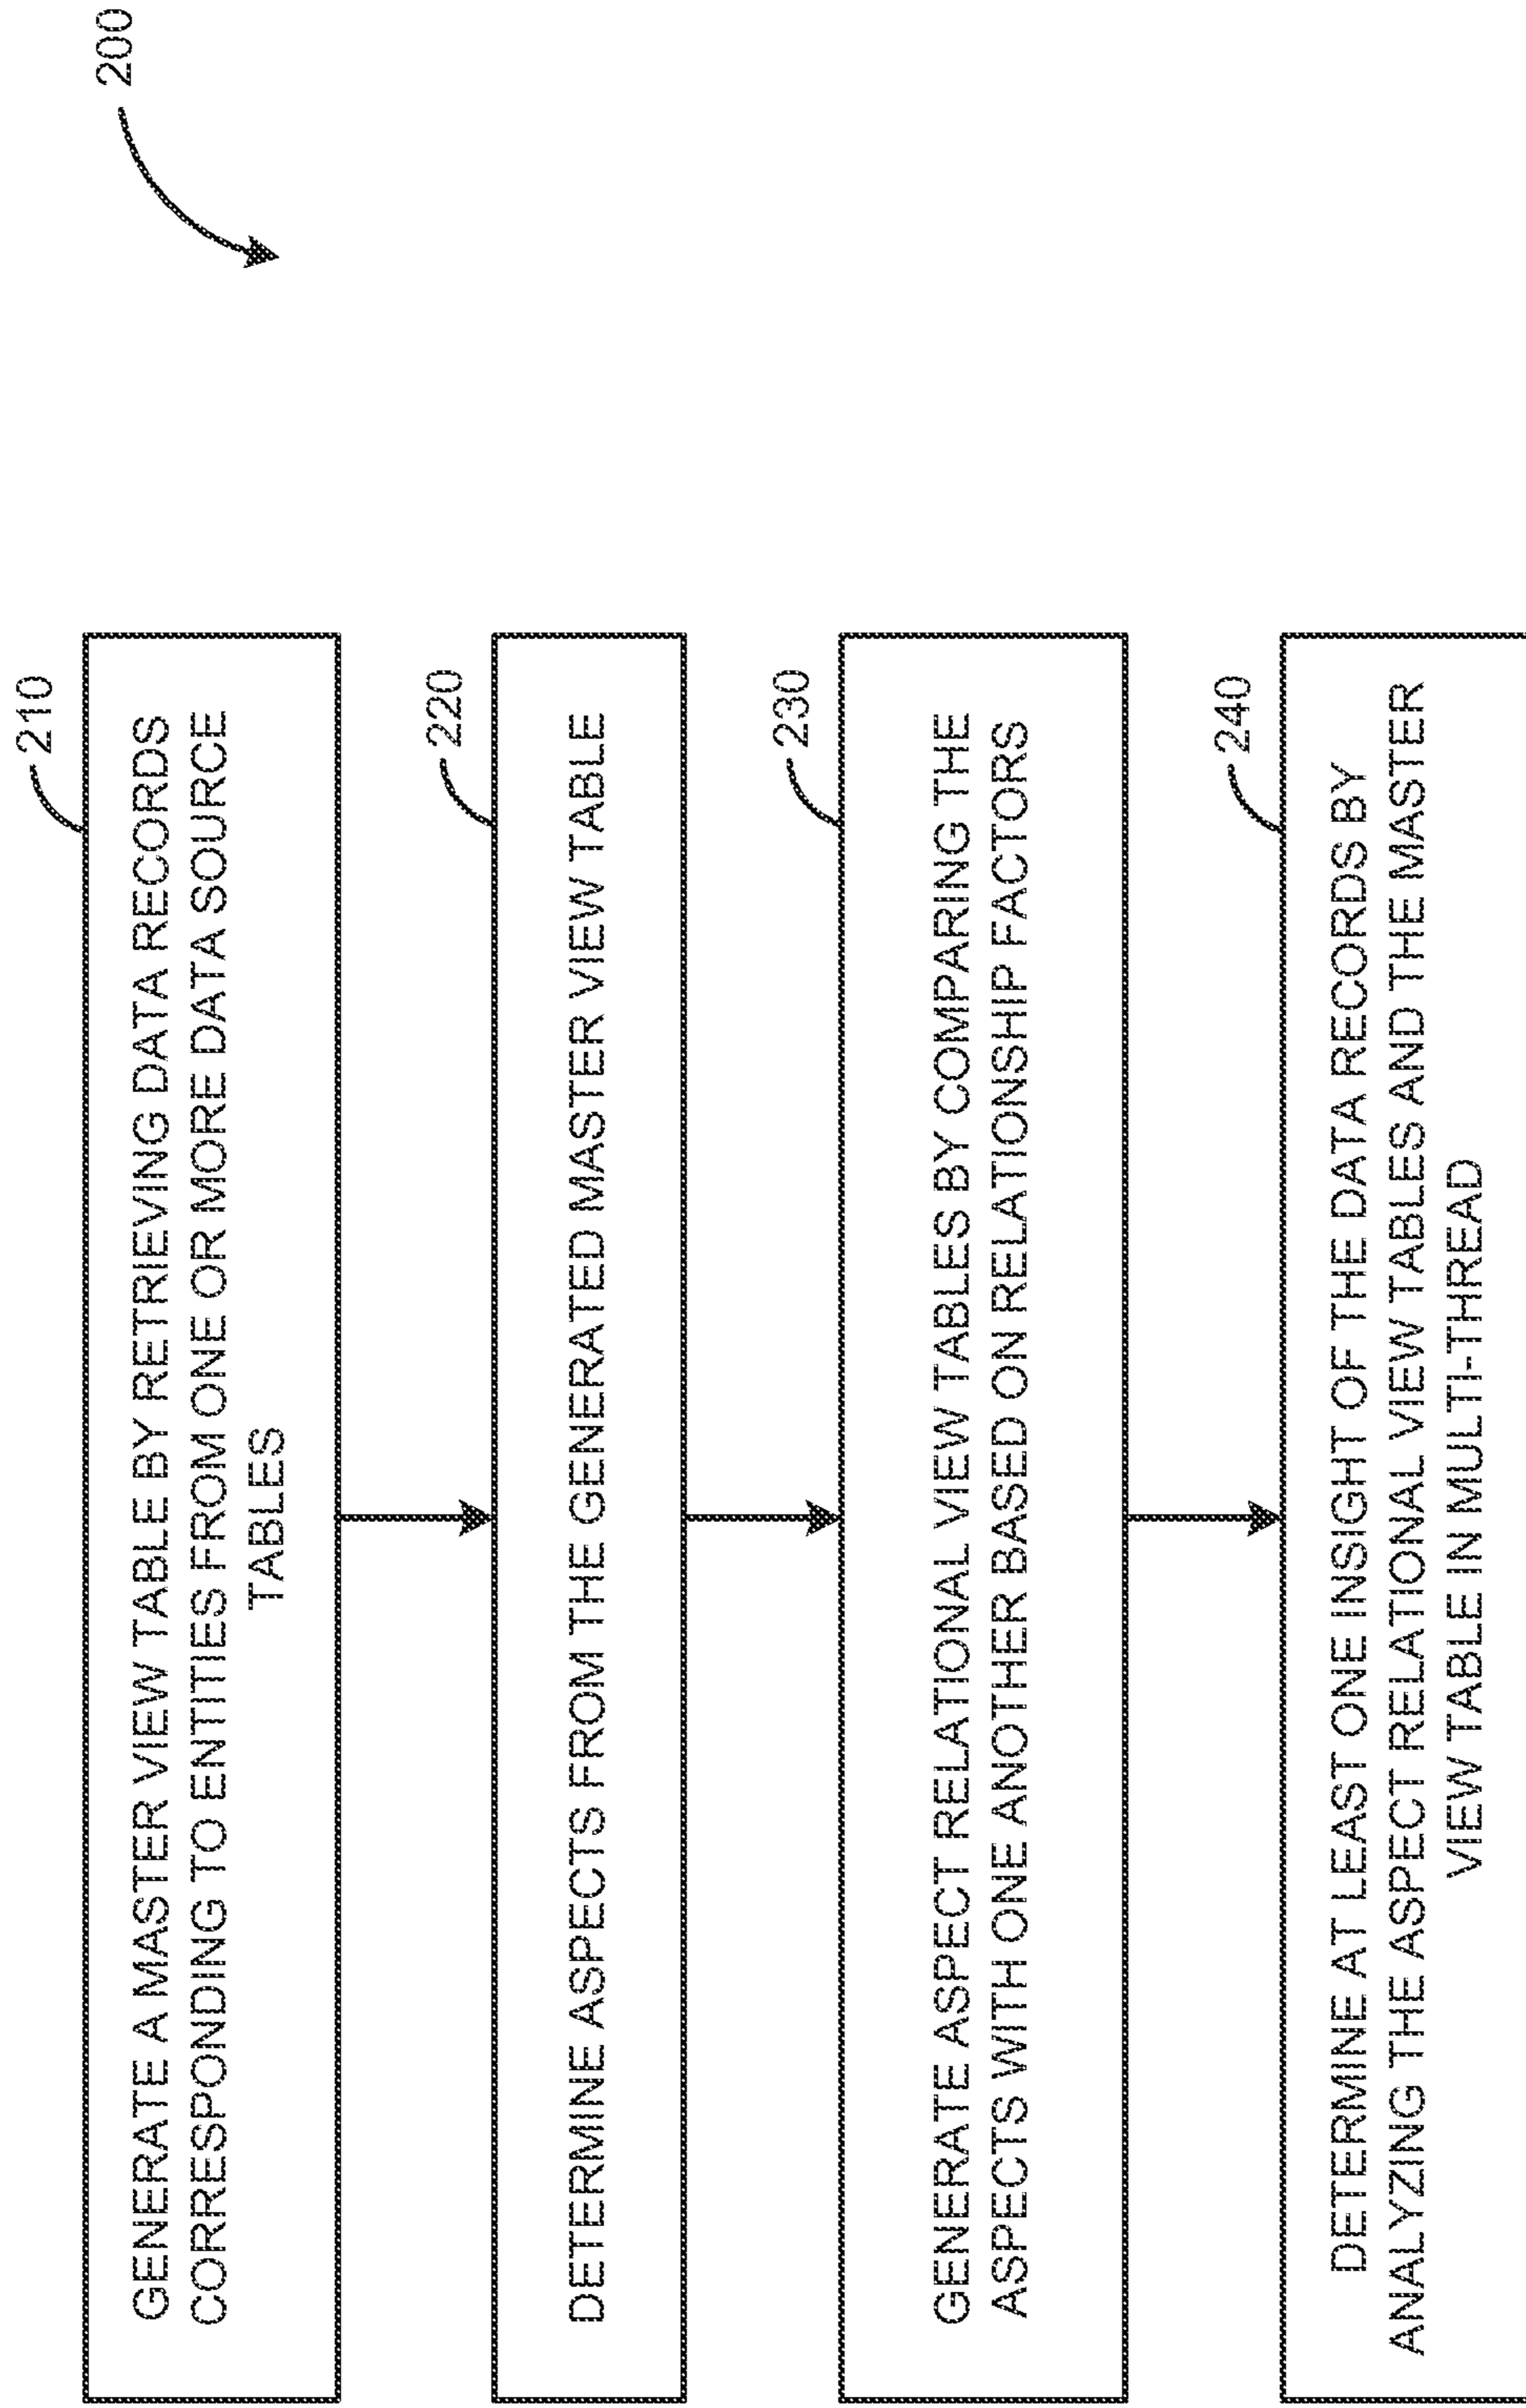 200
210
GENERATE A MASTER VIEW TABLE BY RETRIEVING DATA RECORDS
CORRESPONDING TO ENTITIES FROM ONE OR MORE DATA SOURCE
TABLES
220
DETERMINE ASPECTS FROM THE GENERATED MASTER VIEW TABLE
230
GENERATE ASPECT RELATIONAL VIEW TABLES BY COMPARING THE
ASPECTS WITH ONE ANOTHER BASED ON RELATIONSHIP FACTORS
240
DETERMINE AT LEAST ONE INSIGHT OF THE DATA RECORDS BY
ANALYZING THE ASPECT RELATIONAL VIEW TABLES AND THE MASTER
VIEW TABLE IN MULTI-THREAD